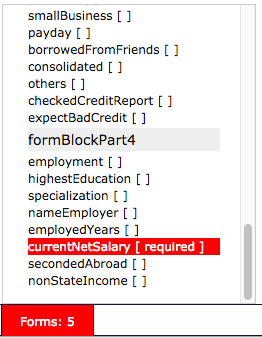 smallBusiness [ ]
payday [ ]
borrowedFromFriends [ ]
consolidated [ ]
others [ ]
checkedCreditReport [ ]
expectBadCredit [ ]
formBlockPart4
employment [ ]
highestEducation [ ]
specialization [ ]
nameEmployer [ ]
employedYears [ ]
currentNetSalary [ required ]
secondedAbroad [ ]
nonStateIncome [ ]
Forms: 5